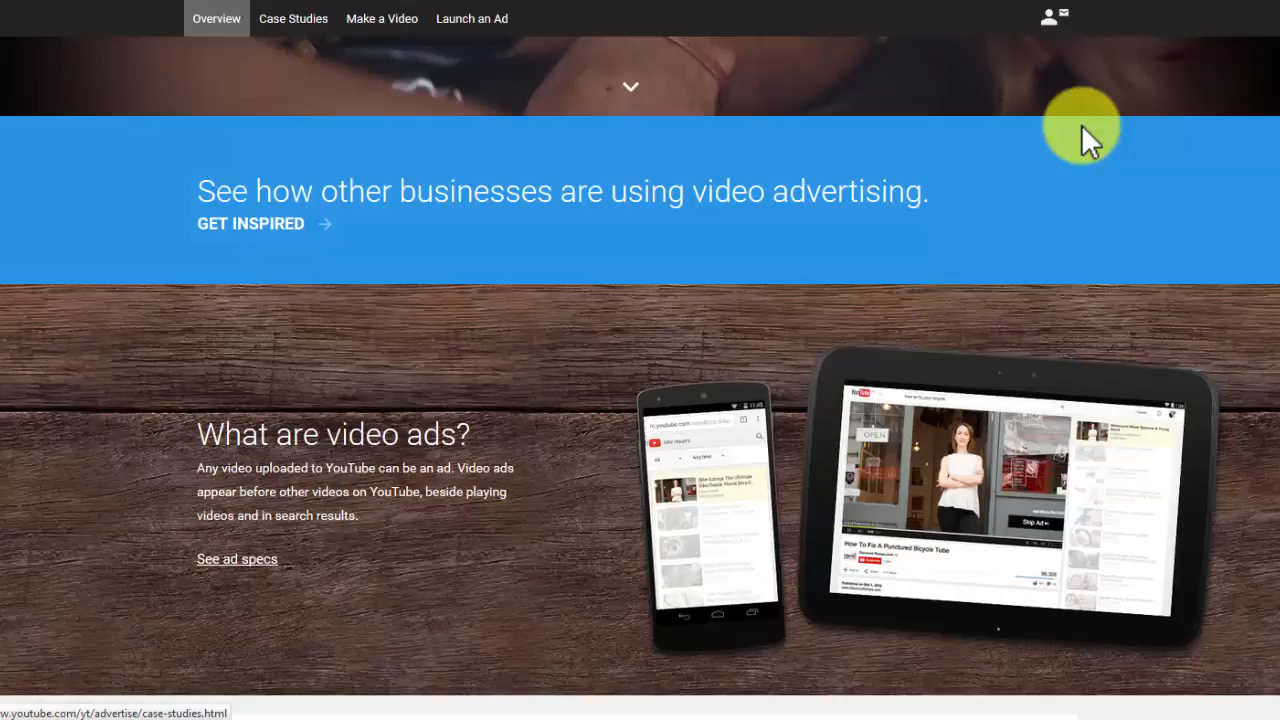 Overview
Case Studies
Make a Video
Launch an Ad
See how other businesses are using video advertising.
GET INSPIRED
What are video ads?
Any video uploaded to YouTube can be an ad. Video ads
appear before other videos on YouTube, beside playing
videos and in search results.
See ad specs
OPEN
Skip Ad
How To Fix A Punctured Bicycle Tube
w.youtube.com/yt/advertise/case-studies.html